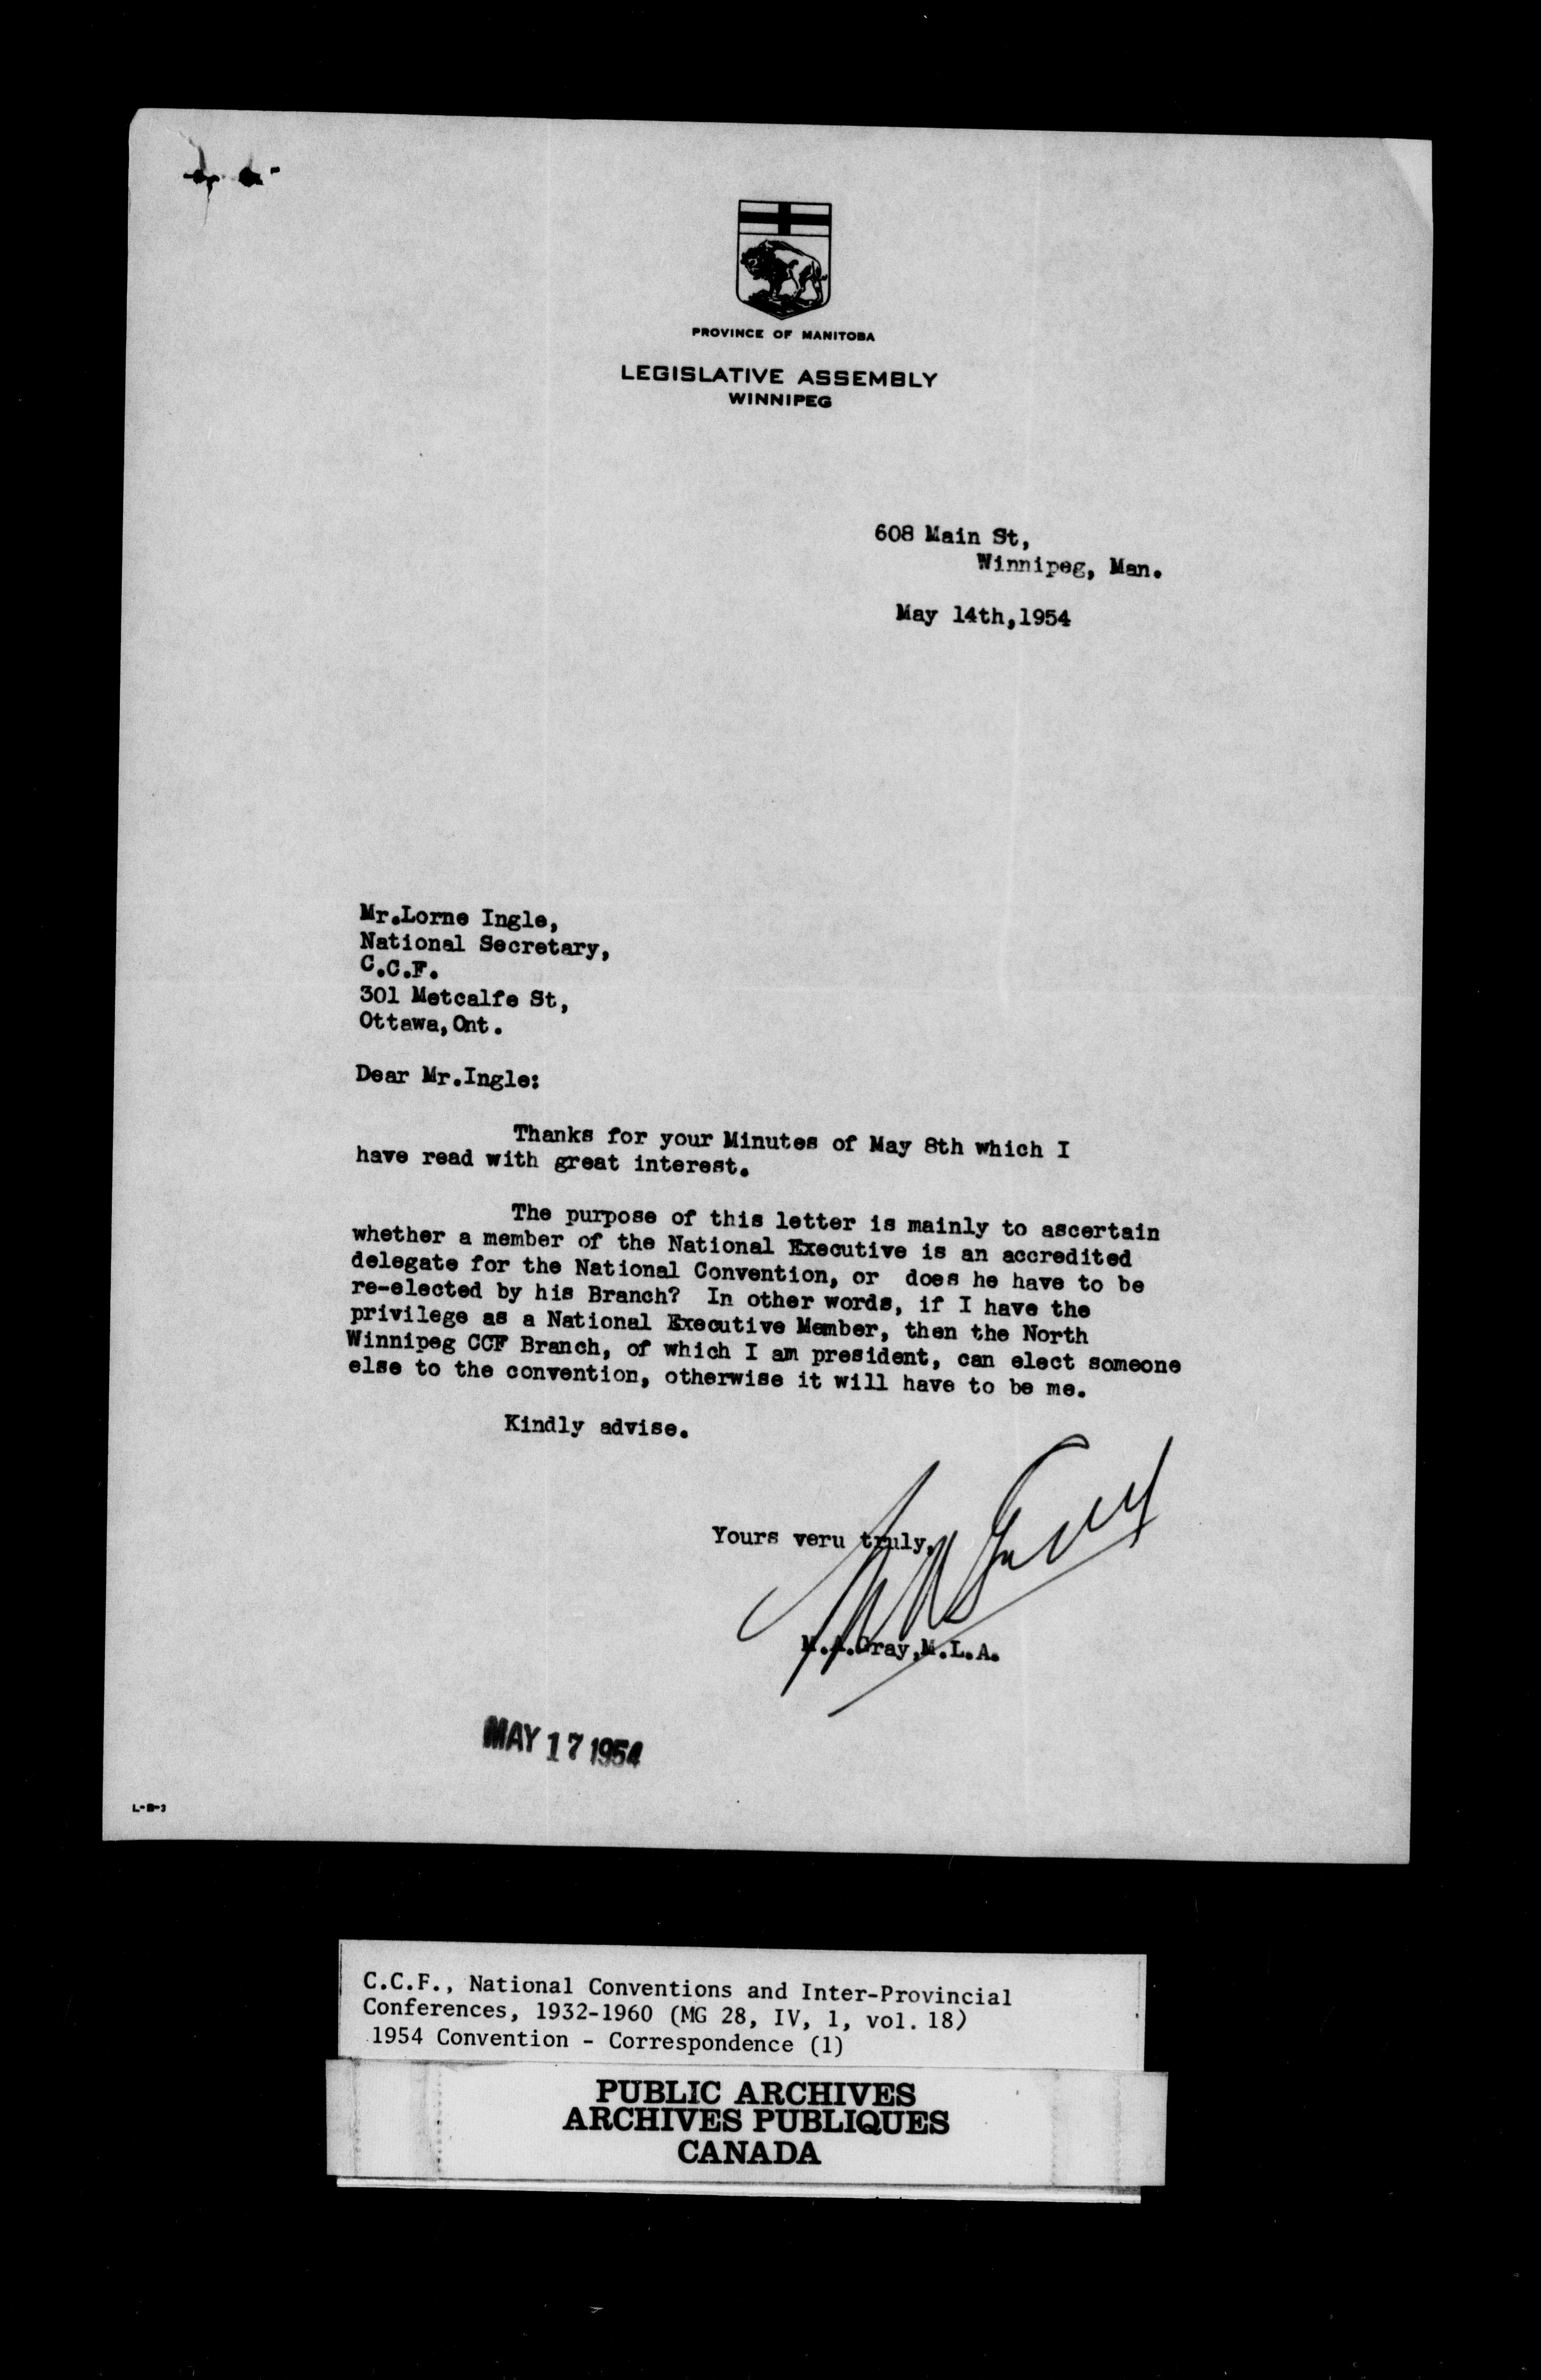 PROVINCE OF MANITOBA
LEGISLATIVE ASSEMBLY
WINNIPEG
608 Main St,
Winnipeg, Man.
May 14th,1954
Mr.Lorne Ingle,
National Secretary,
C.C.F.
301 Metcalfe St,
Ottawa,Ont.
Dear Mr.Ingle:
Thanks for your Minutes of May 8th which I
have read with great interest.
The purpose of this letter is mainly to ascertain
whether a member of the National Executive is an accredited
delegate for the National Convention, or does he have to be
re-elected by his Branch? In other words, if I have the
privilege as a National Executive Member, then the North
Winnipeg CCF Branch, of which I am president, can elect someone
else to the convention, otherwise it will have to be me.
Kindly advise.
Yours veru truly,
M.A.Gray,M.L.A.
MAY 17 1954
C.C.F., National Conventions and Inter-Provincial
Conferences, 1932-1960 (MG 28, IV, 1, vol. 18)
1954 Convention - Correspondence (1)
PUBLIC ARCHIVES
ARCHIVES PUBLIQUES
CANADA